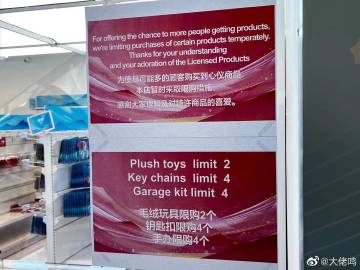 For offering the chance to more people getting products,
we're limiting purchases of certain products temperately.
Thanks for your understanding
and your adoration of the Licensed Products
为使尽可能多的顾客购买到心仪商品
本店暂时采取限购措施
感谢大家理解及对特许商品的喜爱。
Plush toys limit 2
Key chains limit 4
Garage kit limit 4
毛绒玩具限购2个
钥匙扣限购4个
手办限购4个
@大佬鸣